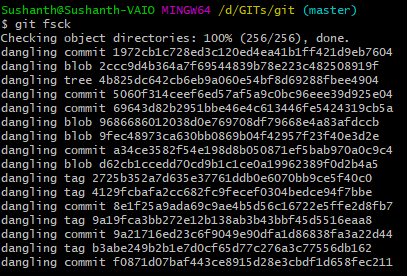 Sushanth@Sushanth-VAIO MINGW64 /d/GITs/git (master)
$ git fsck
Checking object directories: 100% (256/256), done.
dangling commit 1972cb1c728ed3c120ed4ea41b1ff421d9eb7604
dangling blob 2ccc9d4b364a7f69544839b78e223c482508919f
dangling tree 4b825dc642cb6eb9a060e54bf8d69288fbee4904
dangling commit 5060f314ceef6ed57af5a9c0bc96eee39d925e04
dangling commit 69643d82b2951bbe46e4c613446fe5424319cb5a
dangling blob 9686686012038d0e769708df79668e4a83afdccb
dangling blob 9fec48973ca630bb0869b04f42957f23f40e3d2e
dangling commit a34ce3582f54e198d8b050871ef5bab970a0c9c4
dangling blob d62cb1ccedd70cd9b1c1ce0a19962389f0d2b4a5
dangling tag 2725b352a7d635e37761ddb0e6070bb9ce5f40c0
dangling tag 4129fcbafa2cc682fc9fecef0304bedce94f7bbe
dangling commit 8e1f25a9ada69c9ae4b5d56c16722e5ffe2d8fb7
dangling tag 9a19fca3bb272e12b138ab3b43bbf45d5516eaa8
dangling commit 9a21716ed23c6f9049e90dfa1d86838fa3a22d44
dangling tag b3abe249b2b1e7d0cf65d77c276a3c77556db162
dangling commit f0871d07baf443ce8915d28e3cbdf1d658fec211